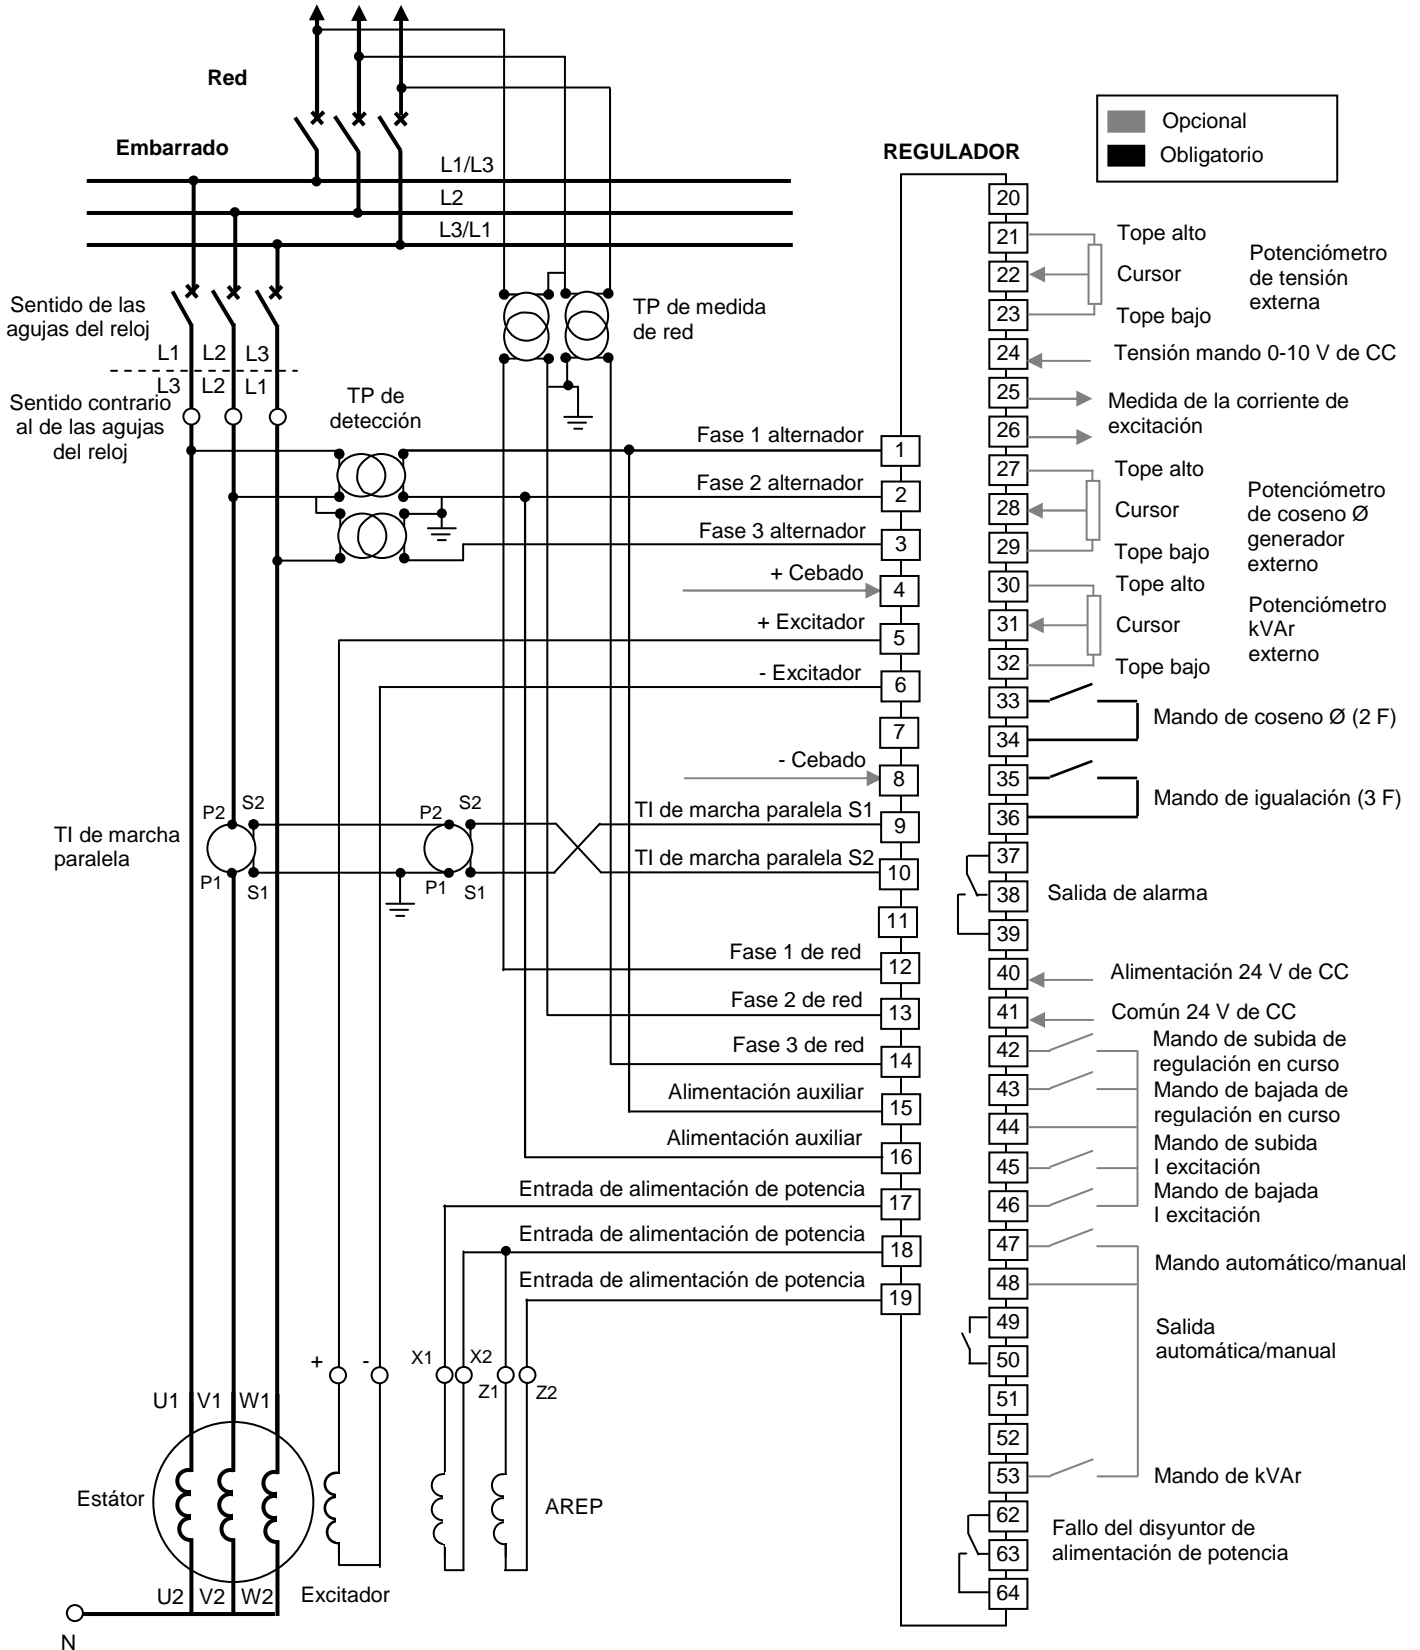 Red
Embarrado
L1/L3
L2
L3/L1
Sentido de las
agujas del reloj
L1 L2 L3
L3 L2 L1
Sentido contrario
al de las agujas
del reloj
TP de
detección
TP de medida
de red
TI de marcha
paralela
P2 S2
P1 S1
P2 S2
P1 S1
Fase 1 alternador
Fase 2 alternador
Fase 3 alternador
+ Cebado
+ Excitador
- Excitador
- Cebado
TI de marcha paralela S1
TI de marcha paralela S2
Fase 1 de red
Fase 2 de red
Fase 3 de red
Alimentación auxiliar
Alimentación auxiliar
Entrada de alimentación de potencia
Entrada de alimentación de potencia
Entrada de alimentación de potencia
+ -
X1 X2
Z1 Z2
U1 V1 W1
Estátor
AREP
U2 V2 W2
Excitador
N
REGULADOR
1
2
3
4
5
6
7
8
9
10
11
12
13
14
15
16
17
18
19
Opcional
Obligatorio
20
21
22
23
24
25
26
27
28
29
30
31
32
33
34
35
36
37
38
39
40
41
42
43
44
45
46
47
48
49
50
51
52
53
62
63
64
Tope alto
Cursor
Tope bajo
Potenciómetro
de tensión
externa
Tensión mando 0-10 V de CC
Medida de la corriente de
excitación
Tope alto
Cursor
Tope bajo
Potenciómetro
de coseno Ø
generador
externo
Tope alto
Cursor
Tope bajo
Potenciómetro
kVAr
externo
Mando de coseno Ø (2 F)
Mando de igualación (3 F)
Salida de alarma
Alimentación 24 V de CC
Común 24 V de CC
Mando de subida de
regulación en curso
Mando de bajada de
regulación en curso
Mando de subida
I excitación
Mando de bajada
I excitación
Mando automático/manual
Salida
automática/manual
Mando de kVAr
Fallo del disyuntor de
alimentación de potencia